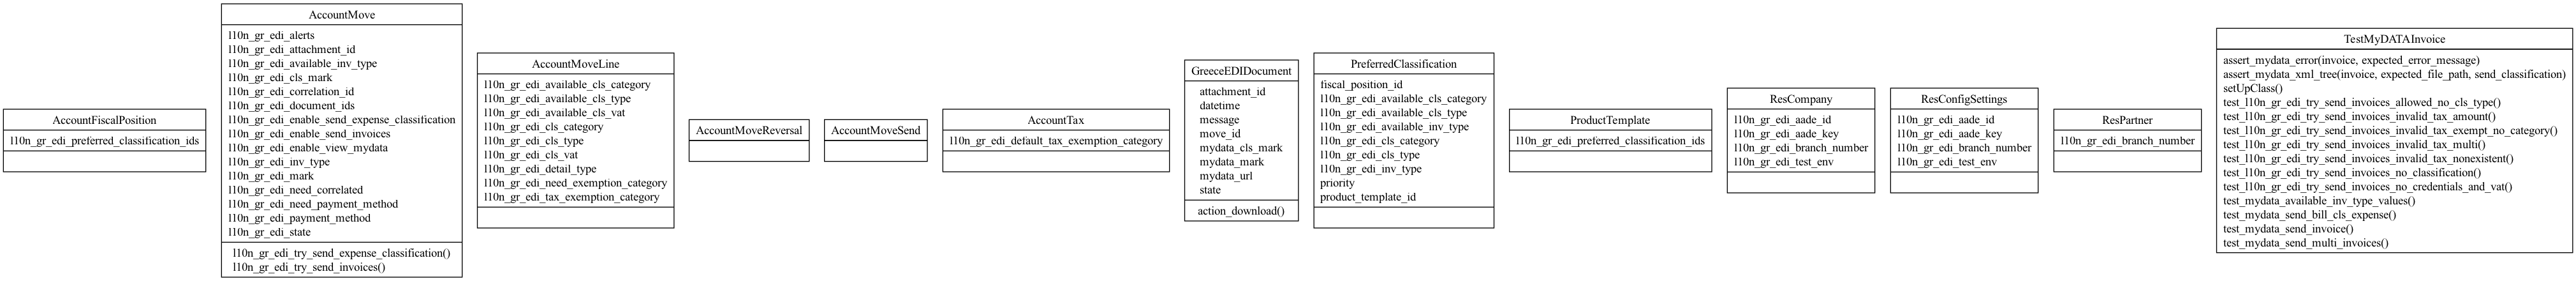 AccountFiscalPosition
l10n_gr_edi_preferred_classification_ids
AccountMove
l10n_gr_edi_alerts
l10n_gr_edi_attachment_id
l10n_gr_edi_available_inv_type
l10n_gr_edi_cls_mark
l10n_gr_edi_correlation_id
l10n_gr_edi_document_ids
l10n_gr_edi_enable_send_expense_classification
l10n_gr_edi_enable_send_invoices
l10n_gr_edi_enable_view_mydata
l10n_gr_edi_inv_type
l10n_gr_edi_mark
l10n_gr_edi_need_correlated
l10n_gr_edi_need_payment_method
l10n_gr_edi_payment_method
l10n_gr_edi_state
l10n_gr_edi_try_send_expense_classification()
l10n_gr_edi_try_send_invoices()
AccountMoveLine
l10n_gr_edi_available_cls_category
l10n_gr_edi_available_cls_type
l10n_gr_edi_available_cls_vat
l10n_gr_edi_cls_category
l10n_gr_edi_cls_type
l10n_gr_edi_cls_vat
l10n_gr_edi_detail_type
l10n_gr_edi_need_exemption_category
l10n_gr_edi_tax_exemption_category
AccountMoveReversal
AccountMoveSend
AccountTax
l10n_gr_edi_default_tax_exemption_category
GreeceEDIDocument
attachment_id
datetime
message
move_id
mydata_cls_mark
mydata_mark
mydata_url
state
action_download()
PreferredClassification
fiscal_position_id
l10n_gr_edi_available_cls_category
l10n_gr_edi_available_cls_type
l10n_gr_edi_available_inv_type
l10n_gr_edi_cls_category
l10n_gr_edi_cls_type
l10n_gr_edi_inv_type
priority
product_template_id
ProductTemplate
l10n_gr_edi_preferred_classification_ids
ResCompany
l10n_gr_edi_aade_id
l10n_gr_edi_aade_key
l10n_gr_edi_branch_number
l10n_gr_edi_test_env
ResConfigSettings
l10n_gr_edi_aade_id
l10n_gr_edi_aade_key
l10n_gr_edi_branch_number
l10n_gr_edi_test_env
ResPartner
l10n_gr_edi_branch_number
TestMyDATAInvoice
assert_mydata_error(invoice, expected_error_message)
assert_mydata_xml_tree(invoice, expected_file_path, send_classification)
setUpClass()
test_l10n_gr_edi_try_send_invoices_allowed_no_cls_type()
test_l10n_gr_edi_try_send_invoices_invalid_tax_amount()
test_l10n_gr_edi_try_send_invoices_invalid_tax_exempt_no_category()
test_l10n_gr_edi_try_send_invoices_invalid_tax_multi()
test_l10n_gr_edi_try_send_invoices_invalid_tax_nonexistent()
test_l10n_gr_edi_try_send_invoices_no_classification()
test_l10n_gr_edi_try_send_invoices_no_credentials_and_vat()
test_mydata_available_inv_type_values()
test_mydata_send_bill_cls_expense()
test_mydata_send_invoice()
test_mydata_send_multi_invoices()